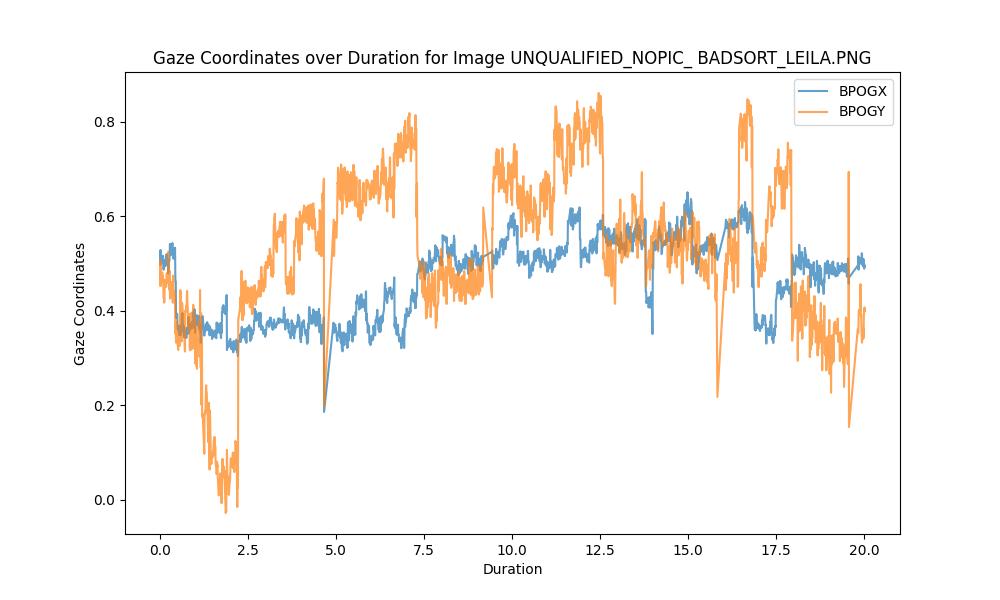 Gaze Coordinates over Duration for Image UNQUALIFIED_NOPIC_ BADSORT_LEILA.PNG
BPOGX
BPOGY
Gaze Coordinates
0.8
0.6
0.4
0.2
0.0
0.0 2.5 5.0 7.5 10.0 12.5 15.0 17.5 20.0
Duration